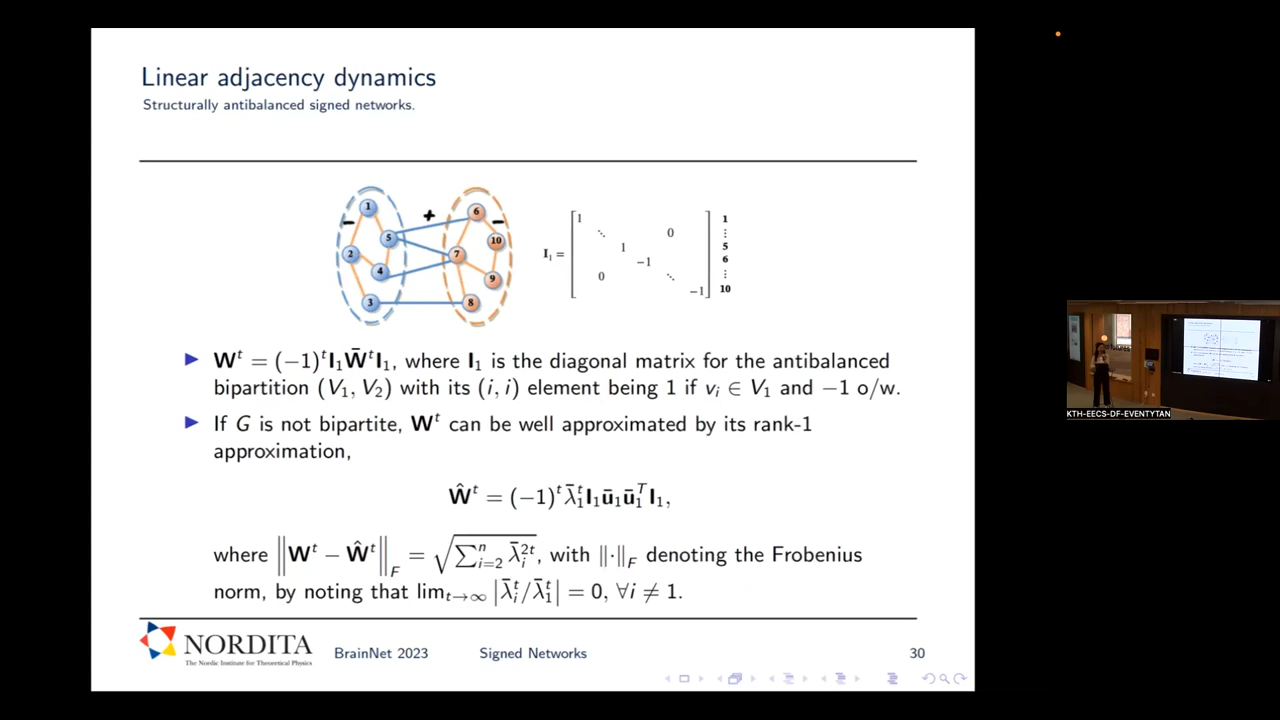 Linear adjacency dynamics
Structurally antibalanced signed networks.
1 + 6
− 5 − 10
2 7
4 9
3 8
I₁ = [1 ⋱ 1 −1 ⋱ −1] 0 0
1
⋮
5
6
⋮
10
▶ Wᵗ = (−1)ᵗI₁W̄ᵗI₁, where I₁ is the diagonal matrix for the antibalanced
bipartition (V₁, V₂) with its (i, i) element being 1 if vᵢ ∈ V₁ and −1 o/w.
▶ If G is not bipartite, Wᵗ can be well approximated by its rank-1
approximation,
Ŵᵗ = (−1)ᵗλ̄₁ᵗI₁ū₁ū₁ᵀI₁,
where ‖Wᵗ − Ŵᵗ‖_F = √(∑ⁿᵢ₌₂ λ̄ᵢ²ᵗ), with ‖·‖_F denoting the Frobenius
norm, by noting that lim_{t→∞} |λ̄ᵢᵗ/λ̄₁ᵗ| = 0, ∀i ≠ 1.
NORDITA
The Nordic Institute for Theoretical Physics
BrainNet 2023 Signed Networks 30
KTH-EECS-DF-EVENTYTAN